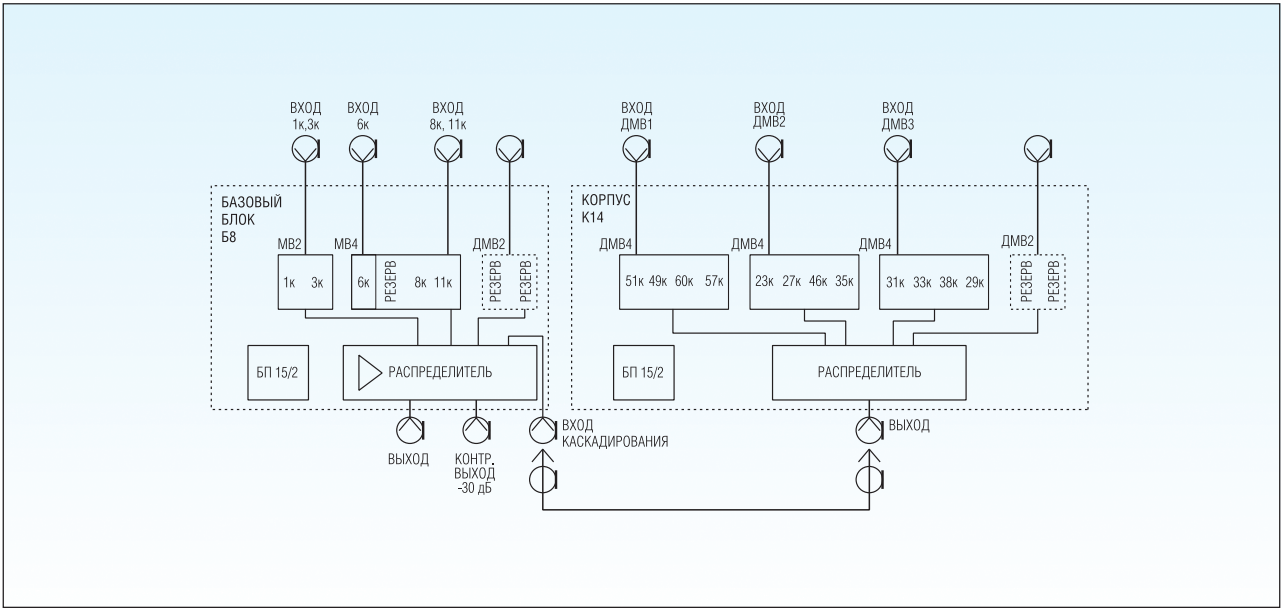 ВХОД
1к,3к
ВХОД
6к
ВХОД
8к, 11к
ВХОД
ДМВ1
ВХОД
ДМВ2
ВХОД
ДМВ3
БАЗОВЫЙ
БЛОК
Б8
КОРПУС
К14
МВ2
МВ4
ДМВ2
ДМВ4
ДМВ4
ДМВ4
ДМВ2
1к 3к
6к
РЕЗЕРВ
8к 11к
РЕЗЕРВ
РЕЗЕРВ
51к 49к 60к 57к
23к 27к 46к 35к
31к 33к 38к 29к
РЕЗЕРВ
РЕЗЕРВ
БП 15/2
РАСПРЕДЕЛИТЕЛЬ
БП 15/2
РАСПРЕДЕЛИТЕЛЬ
ВЫХОД
КОНТР.
ВЫХОД
-30 дБ
ВХОД
КАСКАДИРОВАНИЯ
ВЫХОД